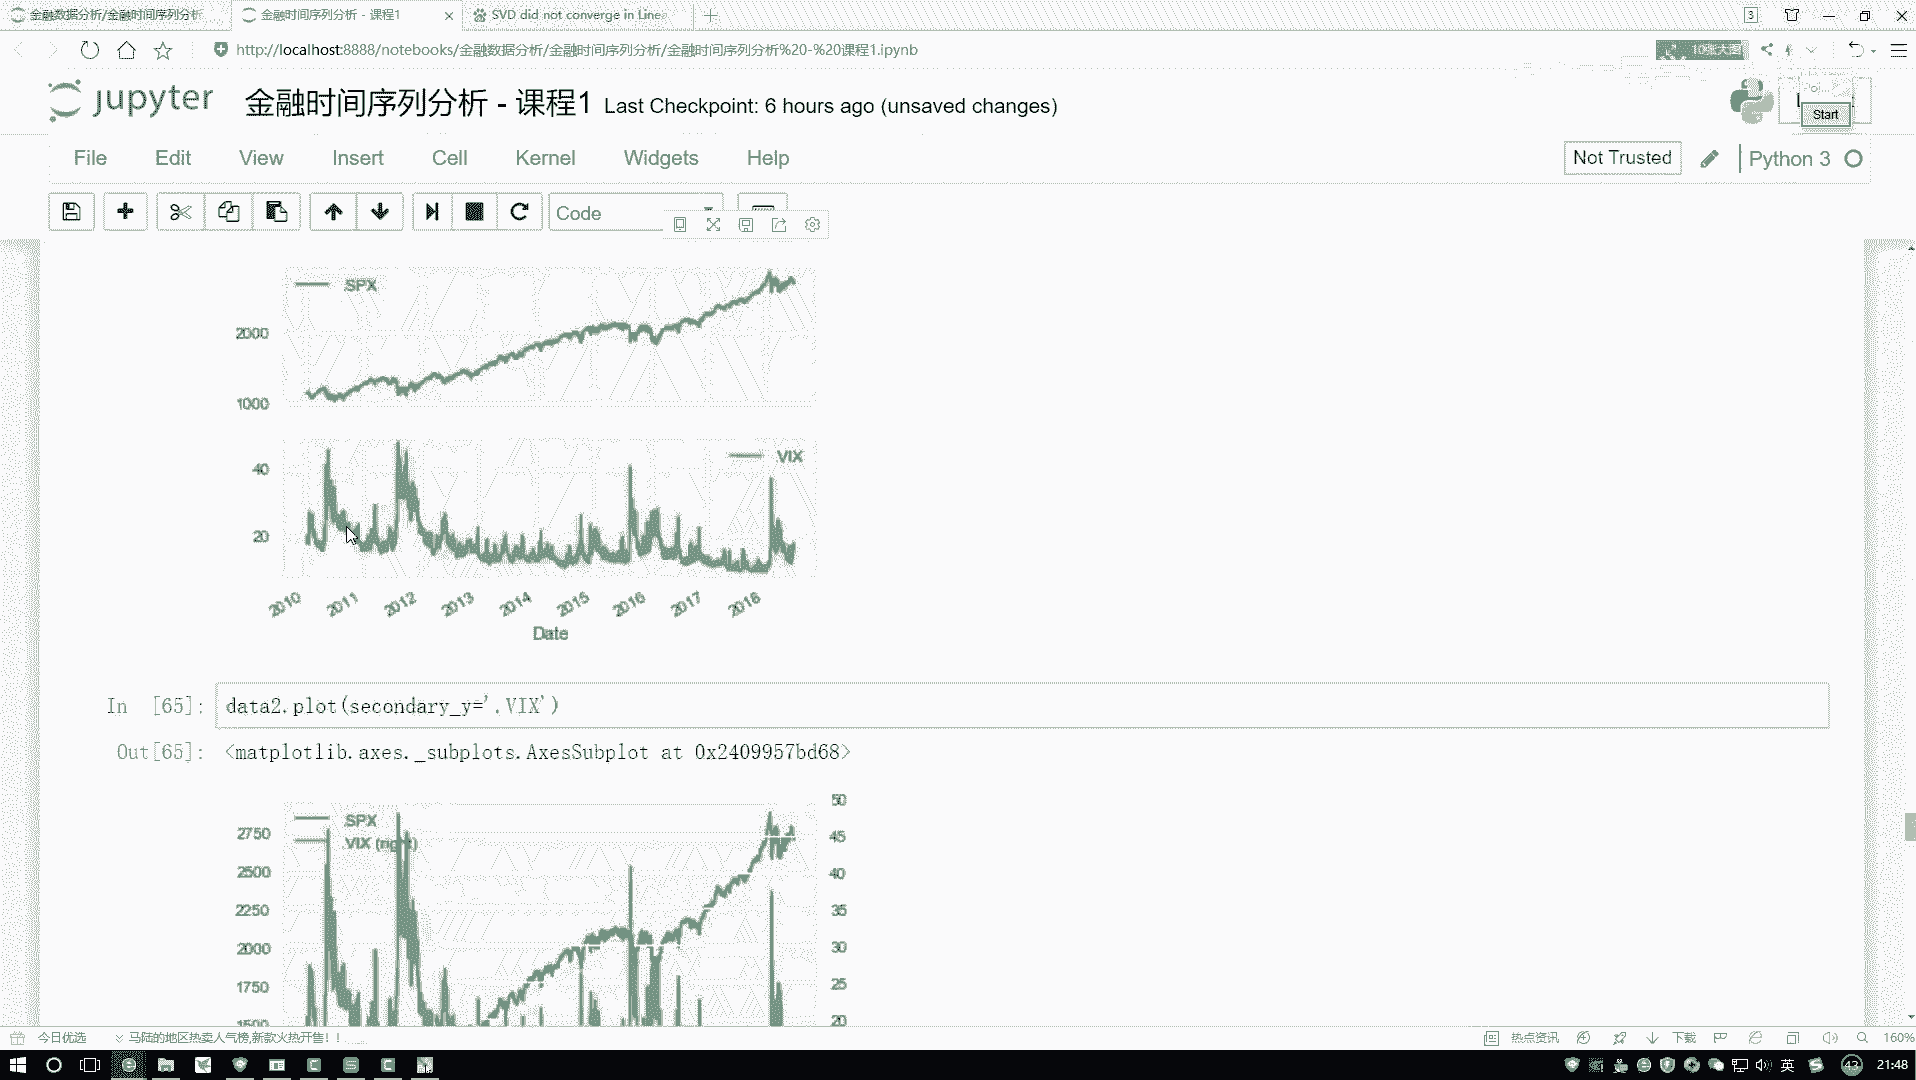 金融数据分析/金融时间序列分析 金融时间序列分析 - 课程1 SVD did not converge in Linea 3
http://localhost:8888/notebooks/金融数据分析/金融时间序列分析/金融时间序列分析%20-%20课程1.ipynb 10张大图
jupyter 金融时间序列分析 - 课程1 Last Checkpoint: 6 hours ago (unsaved changes) Start
File Edit View Insert Cell Kernel Widgets Help Not Trusted Python 3
Code
.SPX
2000
1000
.VIX
40
20
2010 2011 2012 2013 2014 2015 2016 2017 2018
Date
In [65]: data2.plot(secondary_y='.VIX')
Out[65]: <matplotlib.axes._subplots.AxesSubplot at 0x2409957bd68>
.SPX
.VIX (right)
2750
2500
2250
2000
1750
1500
50
45
40
35
30
25
20
今日优选 马陆的地区热卖人气榜,新款火热开售!! 热点资讯 下载 160%
英 43 21:48